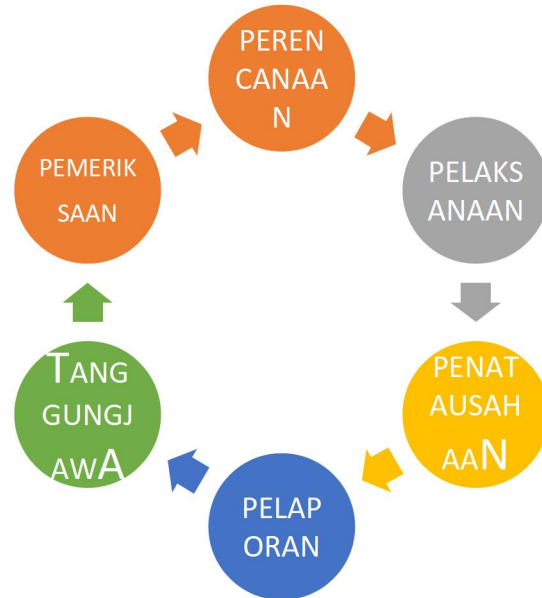 PEREN
CANAA
N
PELAKS
ANAAN
PENAT
AUSAH
AAN
PELAP
ORAN
TANG
GUNGJ
AWA
PEMERIK
SAAN